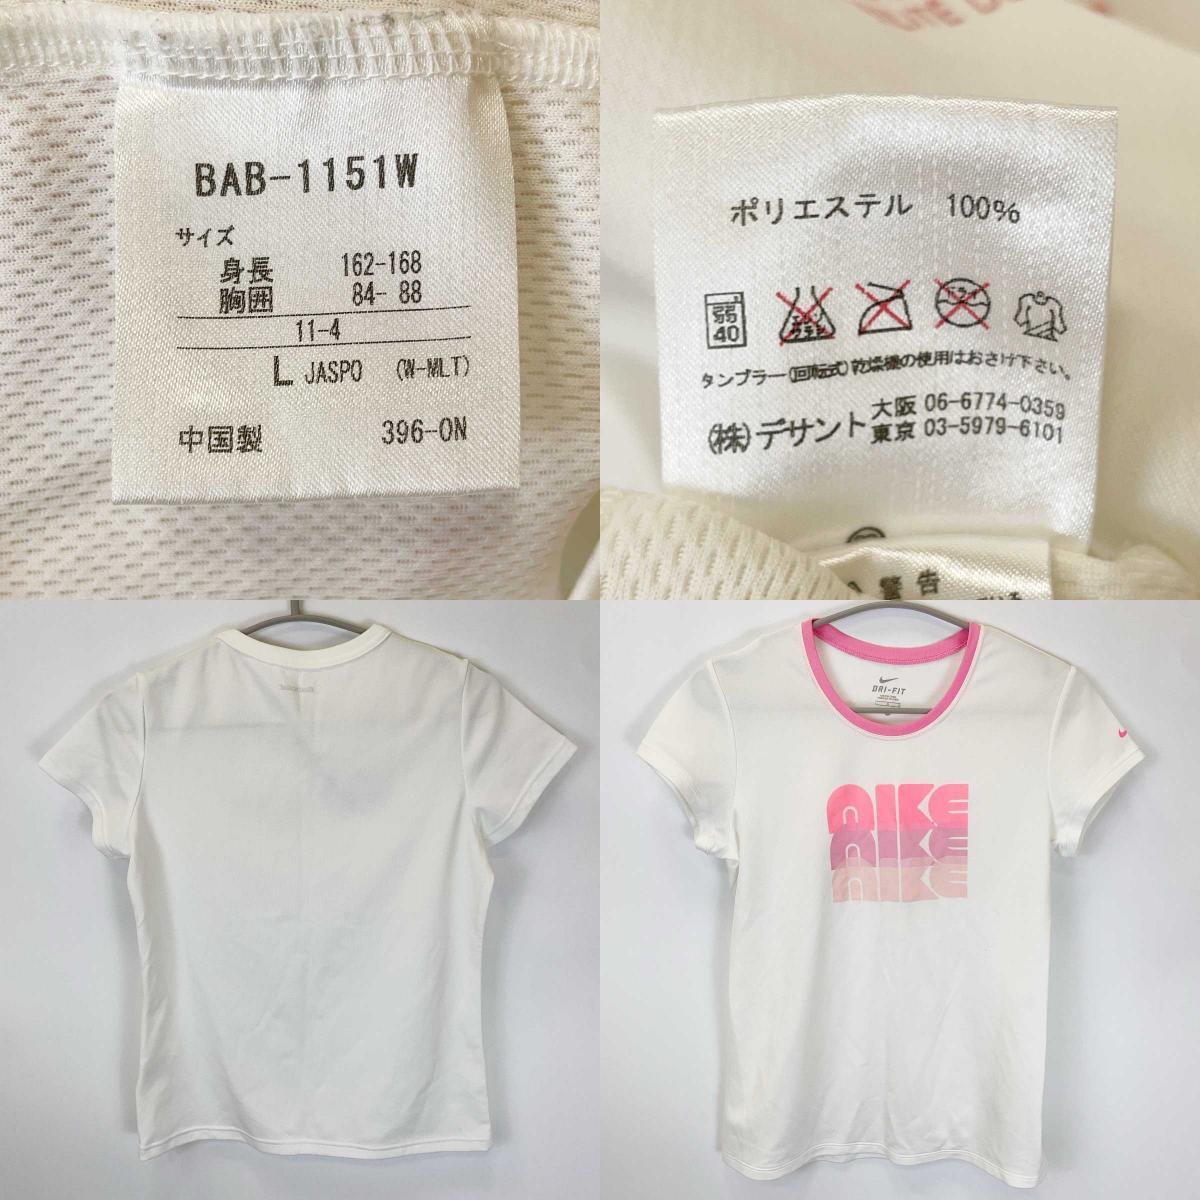 BAB-1151W
サイズ
身長 162-168
胸囲 84- 88
11-4
L JASPO (W-MLT)
中国製 396-0N
ポリエステル 100%
弱
40
タンブラー(回転式)乾燥機の使用はおさけ下さい。
(株)デサント 大阪 06-6774-0359
東京 03-5979-6101
警告
DRI-FIT
NIKE
NIKE
NIKE